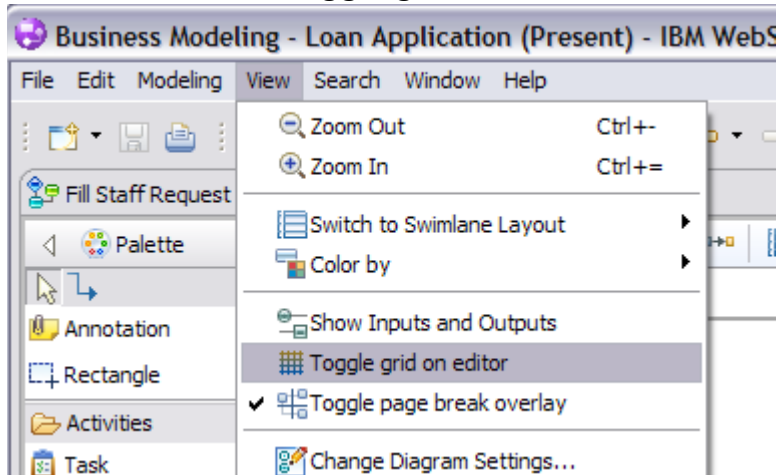 Business Modeling - Loan Application (Present) - IBM WebS
File Edit Modeling View Search Window Help
Zoom Out Ctrl+-
Zoom In Ctrl+=
Fill Staff Request
Switch to Swimlane Layout
Palette
Color by
Show Inputs and Outputs
Annotation
Toggle grid on editor
Rectangle
Toggle page break overlay
Activities
Change Diagram Settings...
Task